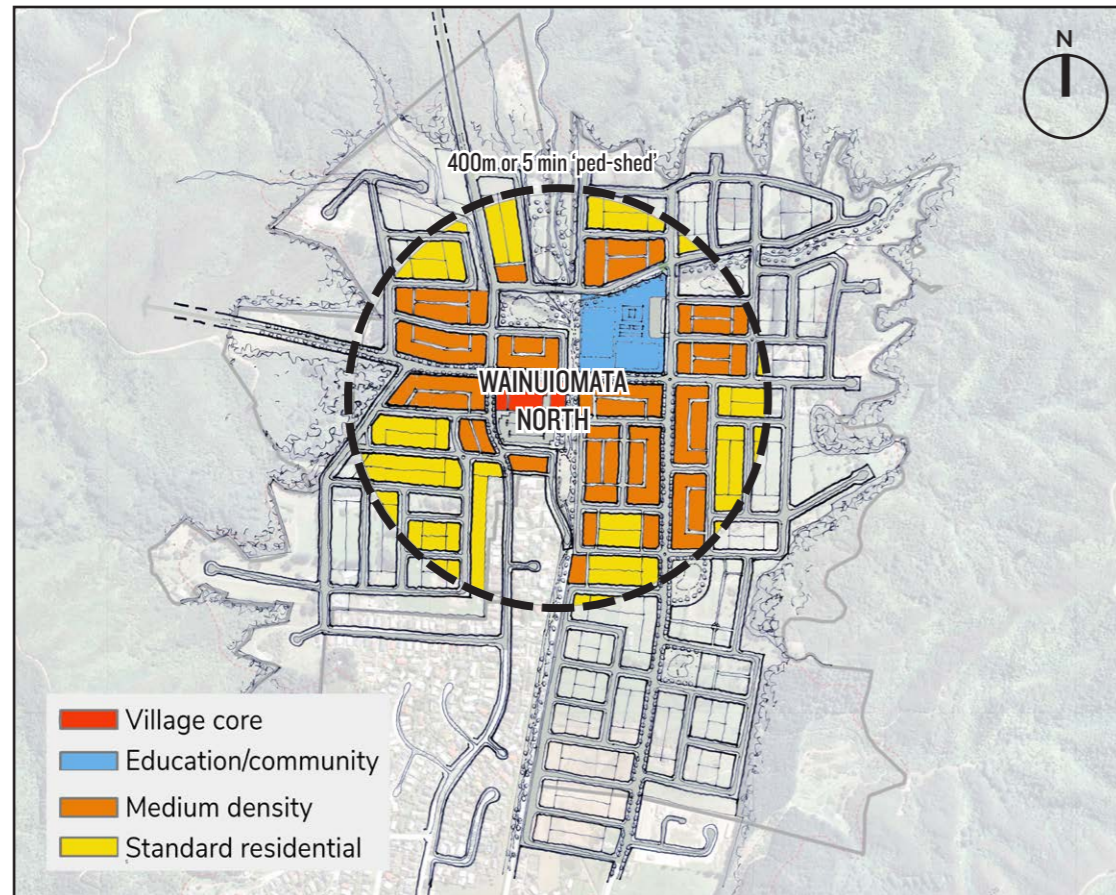 N
400m or 5 min 'ped-shed'
WAINUIOMATA
NORTH
Village core
Education/community
Medium density
Standard residential